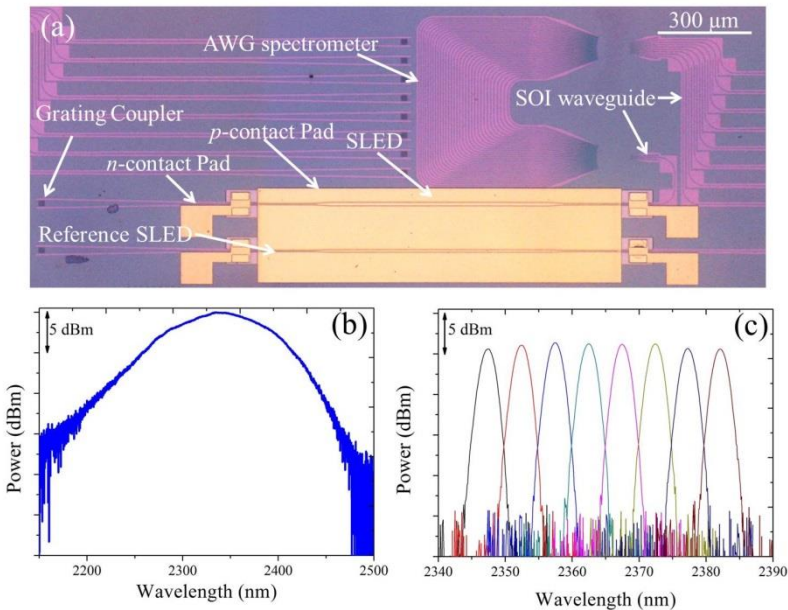 (a)
300 µm
AWG spectrometer
SOI waveguide
Grating Coupler
p-contact Pad
SLED
n-contact Pad
Reference SLED
(b)
5 dBm
Power (dBm)
2200 2300 2400 2500
Wavelength (nm)
(c)
5 dBm
Power (dBm)
2340 2350 2360 2370 2380 2390
Wavelength (nm)